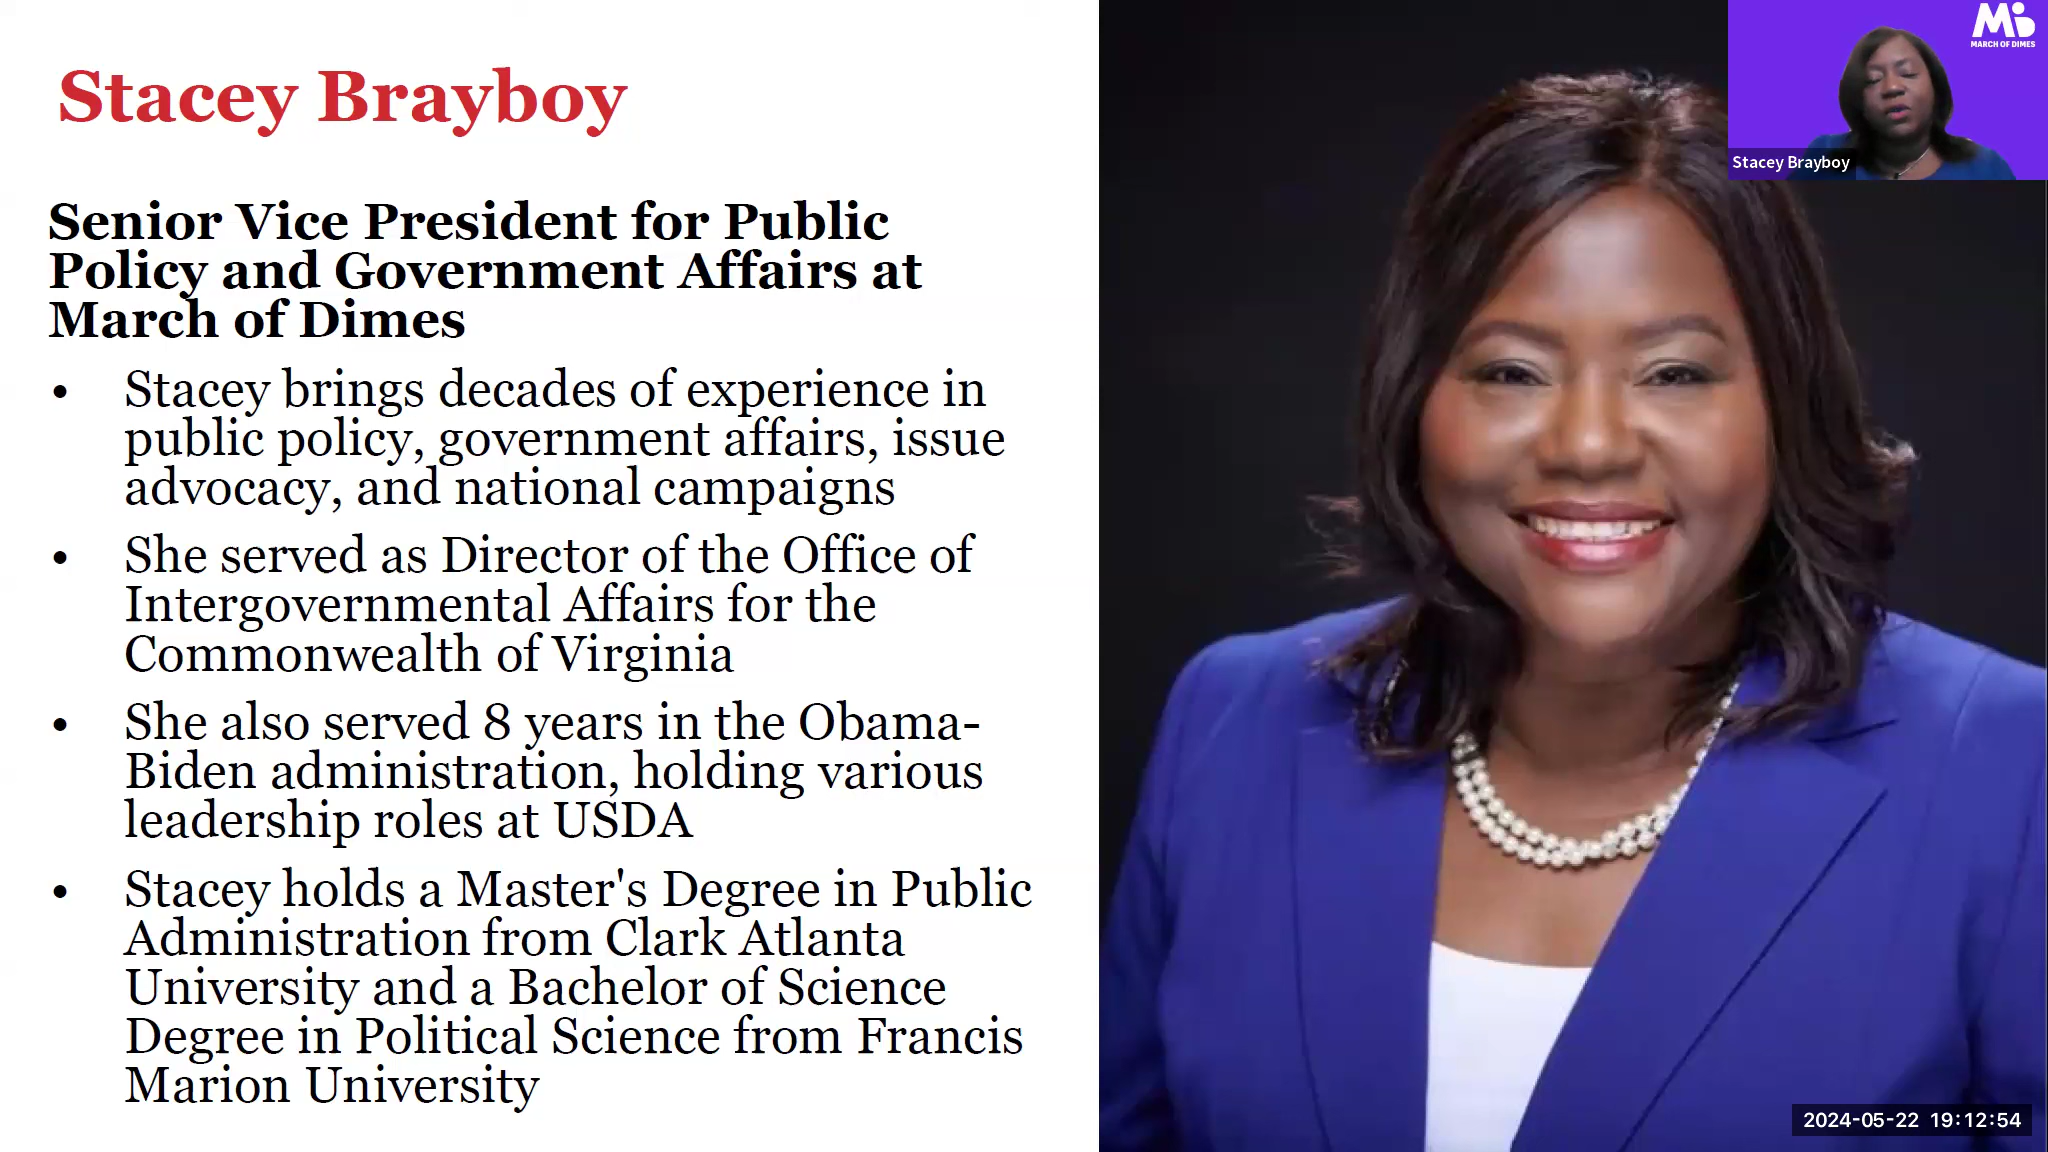 Stacey Brayboy
Senior Vice President for Public
Policy and Government Affairs at
March of Dimes
• Stacey brings decades of experience in
public policy, government affairs, issue
advocacy, and national campaigns
• She served as Director of the Office of
Intergovernmental Affairs for the
Commonwealth of Virginia
• She also served 8 years in the Obama-
Biden administration, holding various
leadership roles at USDA
• Stacey holds a Master's Degree in Public
Administration from Clark Atlanta
University and a Bachelor of Science
Degree in Political Science from Francis
Marion University
MARCH OF DIMES
Stacey Brayboy
2024-05-22 19:12:54